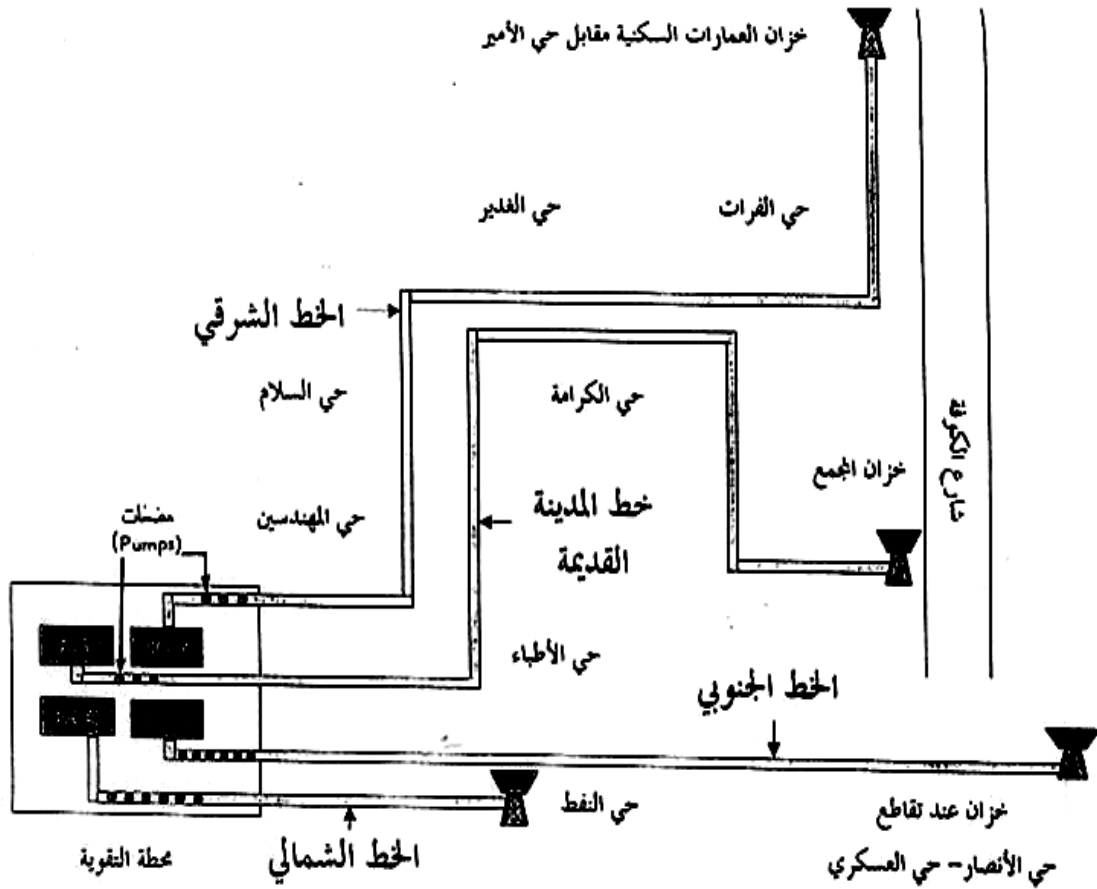 خزان العمارات السكنية مقابل حي الأمير
حي الفرات
حي الغدير
الخط الشرقي
حي السلام
حي الكرامة
شارع الكوفة
خزان المجمع
خط المدينة
القديمة
حي المهندسين
مضخات
(Pumps)
حي الأطباء
الخط الجنوبي
حي النفط
خزان عند تقاطع
حي الأنصار - حي العسكري
الخط الشمالي
محطة التقوية